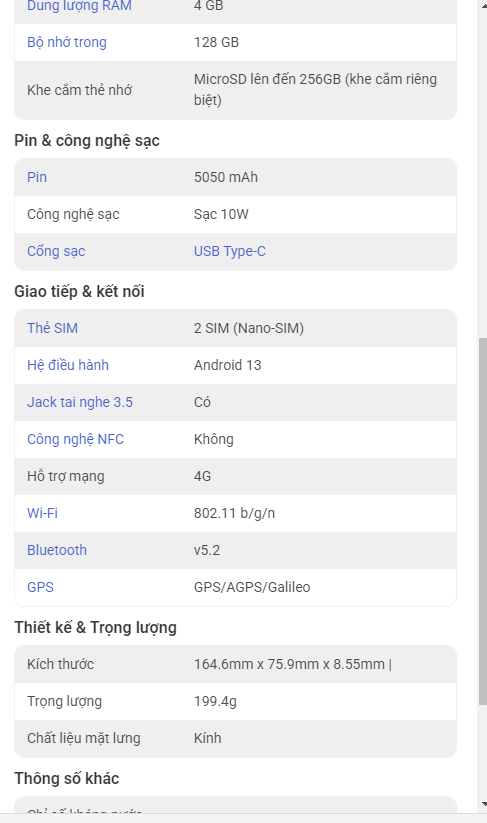 Dung lượng RAM 4 GB
Bộ nhớ trong 128 GB
Khe cắm thẻ nhớ MicroSD lên đến 256GB (khe cắm riêng
biệt)
Pin & công nghệ sạc
Pin 5050 mAh
Công nghệ sạc Sạc 10W
Cổng sạc USB Type-C
Giao tiếp & kết nối
Thẻ SIM 2 SIM (Nano-SIM)
Hệ điều hành Android 13
Jack tai nghe 3.5 Có
Công nghệ NFC Không
Hỗ trợ mạng 4G
Wi-Fi 802.11 b/g/n
Bluetooth v5.2
GPS GPS/AGPS/Galileo
Thiết kế & Trọng lượng
Kích thước 164.6mm x 75.9mm x 8.55mm |
Trọng lượng 199.4g
Chất liệu mặt lưng Kính
Thông số khác
Chỉ số kháng nước